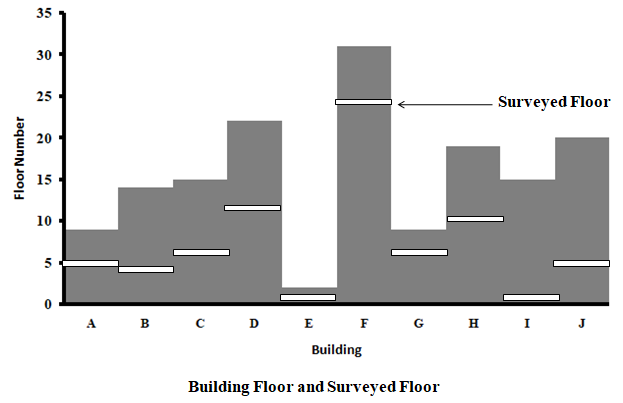 35
30
25
20
15
10
5
0
Floor Number
Surveyed Floor
A B C D E F G H I J
Building
Building Floor and Surveyed Floor